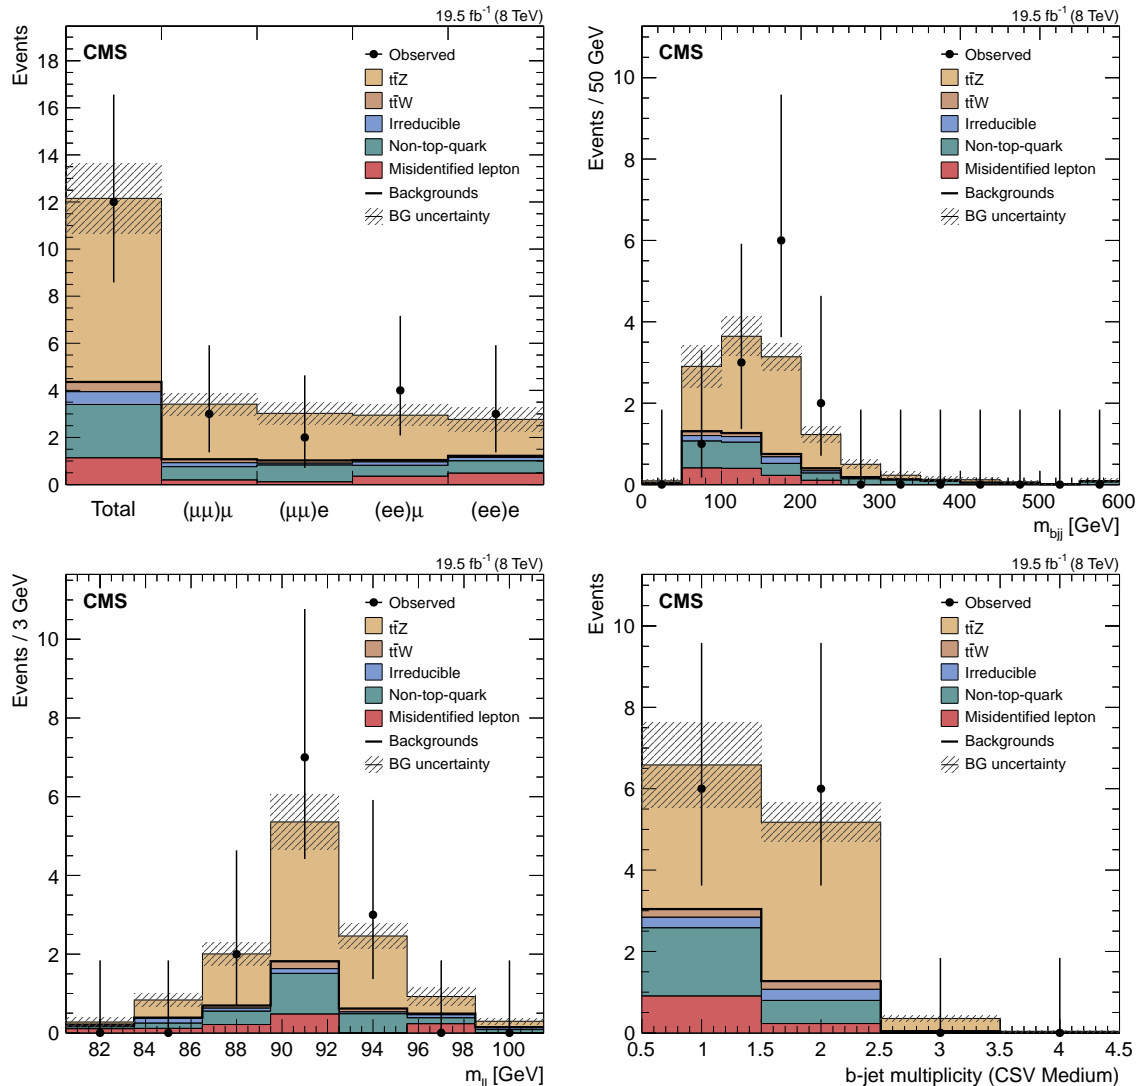 19.5 fb⁻¹ (8 TeV)
CMS
Events
Observed
tt̄Z
tt̄W
Irreducible
Non-top-quark
Misidentified lepton
Backgrounds
BG uncertainty
18
16
14
12
10
8
6
4
2
0
Total (μμ)μ (μμ)e (ee)μ (ee)e
19.5 fb⁻¹ (8 TeV)
CMS
Events / 50 GeV
Observed
tt̄Z
tt̄W
Irreducible
Non-top-quark
Misidentified lepton
Backgrounds
BG uncertainty
10
8
6
4
2
0
0 100 200 300 400 500 600
m_bjj [GeV]
19.5 fb⁻¹ (8 TeV)
CMS
Events / 3 GeV
Observed
tt̄Z
tt̄W
Irreducible
Non-top-quark
Misidentified lepton
Backgrounds
BG uncertainty
10
8
6
4
2
0
82 84 86 88 90 92 94 96 98 100
m_ll [GeV]
19.5 fb⁻¹ (8 TeV)
CMS
Events
Observed
tt̄Z
tt̄W
Irreducible
Non-top-quark
Misidentified lepton
Backgrounds
BG uncertainty
10
8
6
4
2
0
0.5 1 1.5 2 2.5 3 3.5 4 4.5
b-jet multiplicity (CSV Medium)